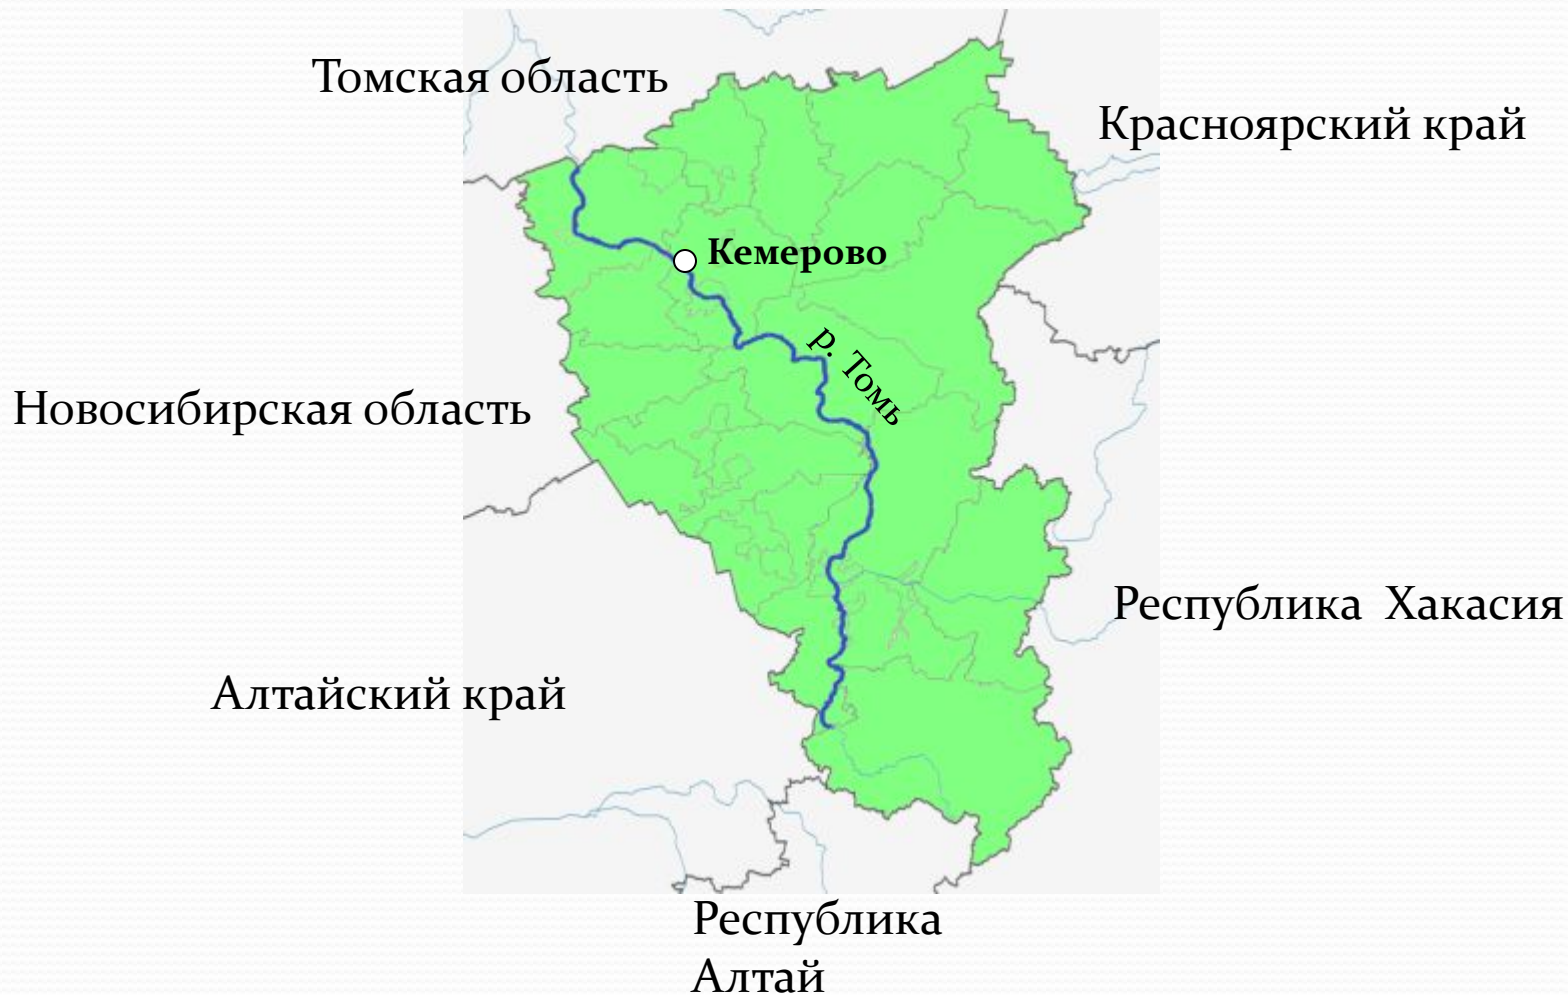 Томская область
Красноярский край
Кемерово
р. Томь
Новосибирская область
Республика Хакасия
Алтайский край
Республика
Алтай